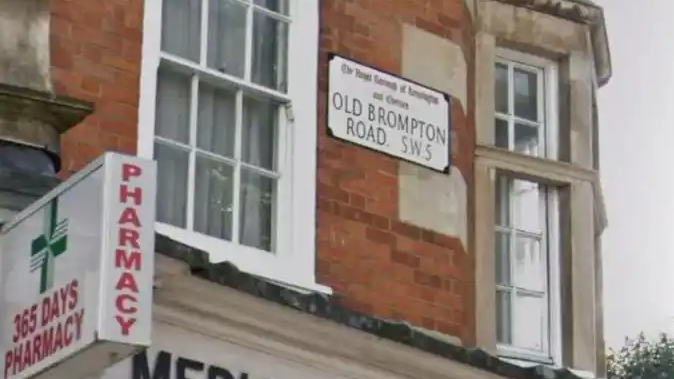 The Royal Borough of Kensington
and Chelsea
OLD BROMPTON
ROAD. S.W.5
PHARMACY
365 DAYS
PHARMACY